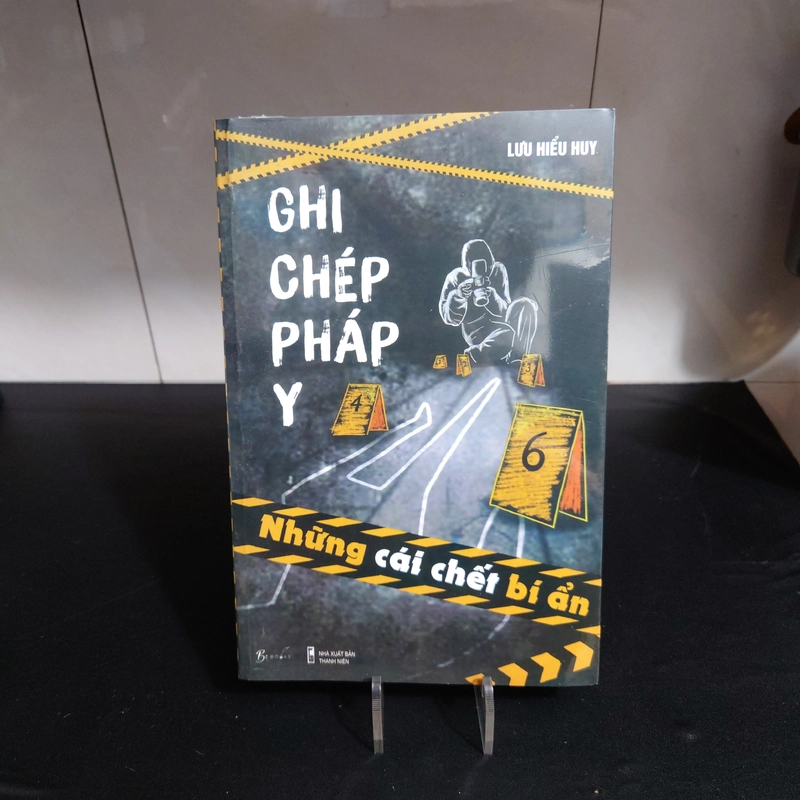 LƯU HIỂU HUY
GHI
CHÉP
PHÁP
Y
4
6
Những cái chết bí ẩn
NHÀ XUẤT BẢN
THANH NIÊN